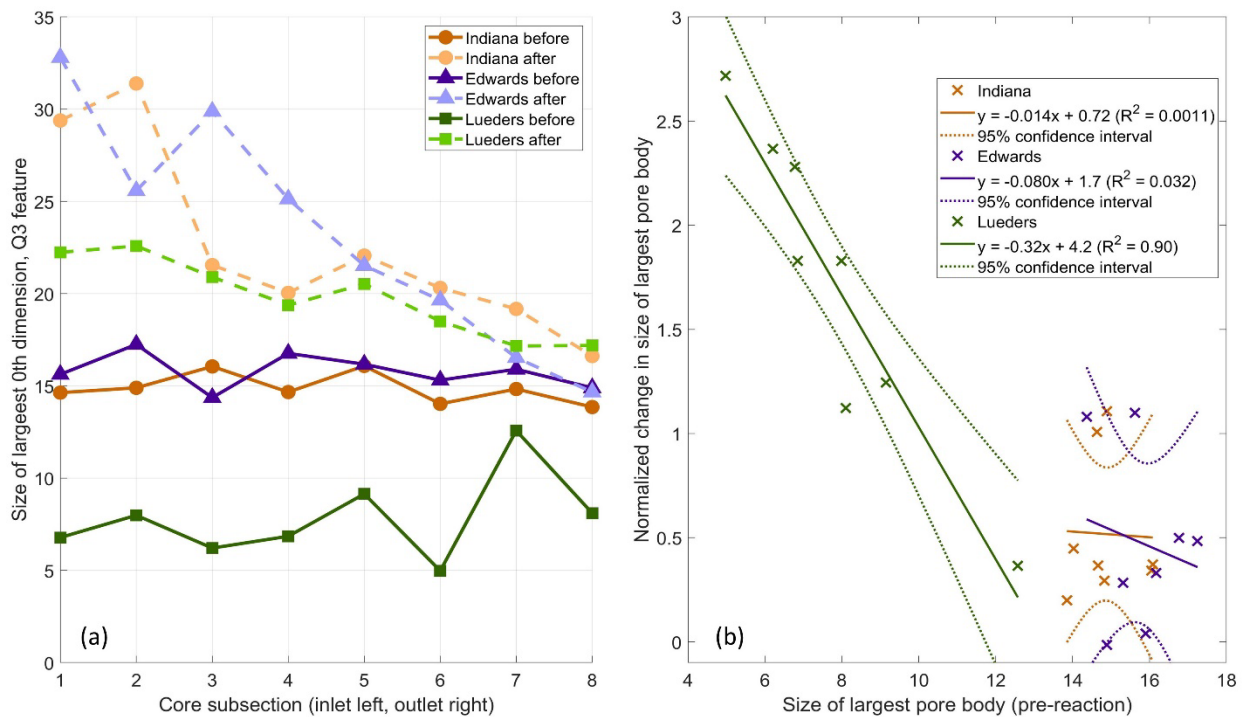 35
30
25
20
15
10
5
0
Size of largeest 0th dimension, Q3 feature
Indiana before
Indiana after
Edwards before
Edwards after
Lueders before
Lueders after
(a)
1 2 3 4 5 6 7 8
Core subsection (inlet left, outlet right)
3
2.5
2
1.5
1
0.5
0
Normalized change in size of largest pore body
Indiana
y = -0.014x + 0.72 (R² = 0.0011)
95% confidence interval
Edwards
y = -0.080x + 1.7 (R² = 0.032)
95% confidence interval
Lueders
y = -0.32x + 4.2 (R² = 0.90)
95% confidence interval
(b)
4 6 8 10 12 14 16 18
Size of largest pore body (pre-reaction)